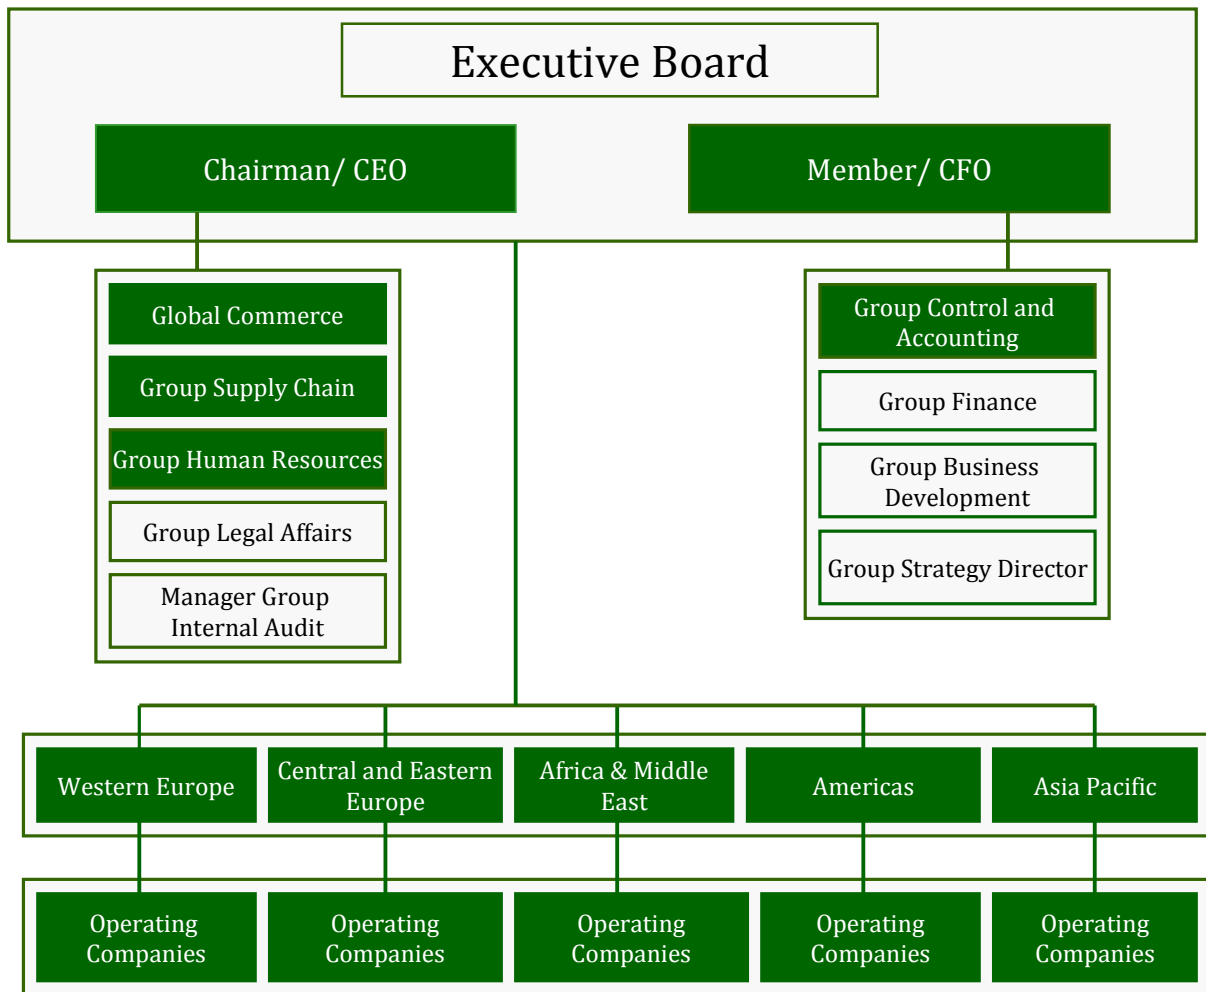 Executive Board
Chairman/ CEO
Member/ CFO
Global Commerce
Group Supply Chain
Group Human Resources
Group Legal Affairs
Manager Group
Internal Audit
Group Control and
Accounting
Group Finance
Group Business
Development
Group Strategy Director
Western Europe
Central and Eastern
Europe
Africa & Middle
East
Americas
Asia Pacific
Operating
Companies
Operating
Companies
Operating
Companies
Operating
Companies
Operating
Companies